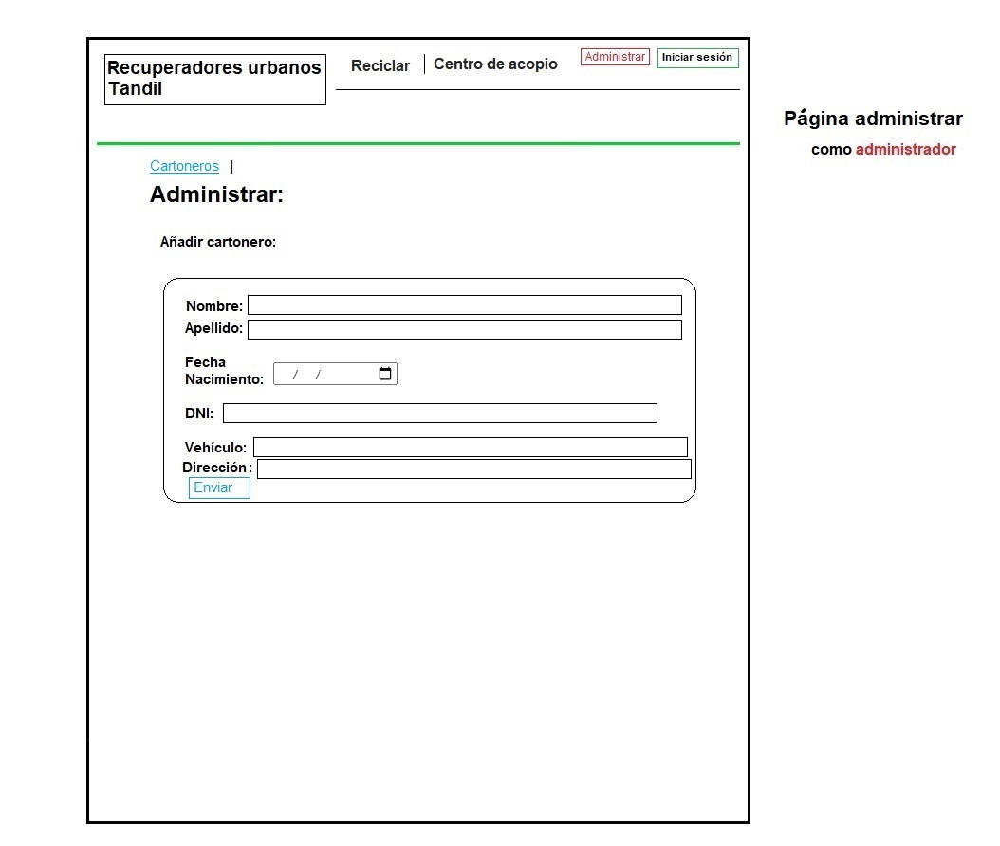 Recuperadores urbanos
Tandil
Reciclar
Centro de acopio
Administrar
Iniciar sesión
Página administrar
como administrador
Cartoneros |
Administrar:
Añadir cartonero:
Nombre:
Apellido:
Fecha
Nacimiento: / /
DNI:
Vehículo:
Dirección:
Enviar